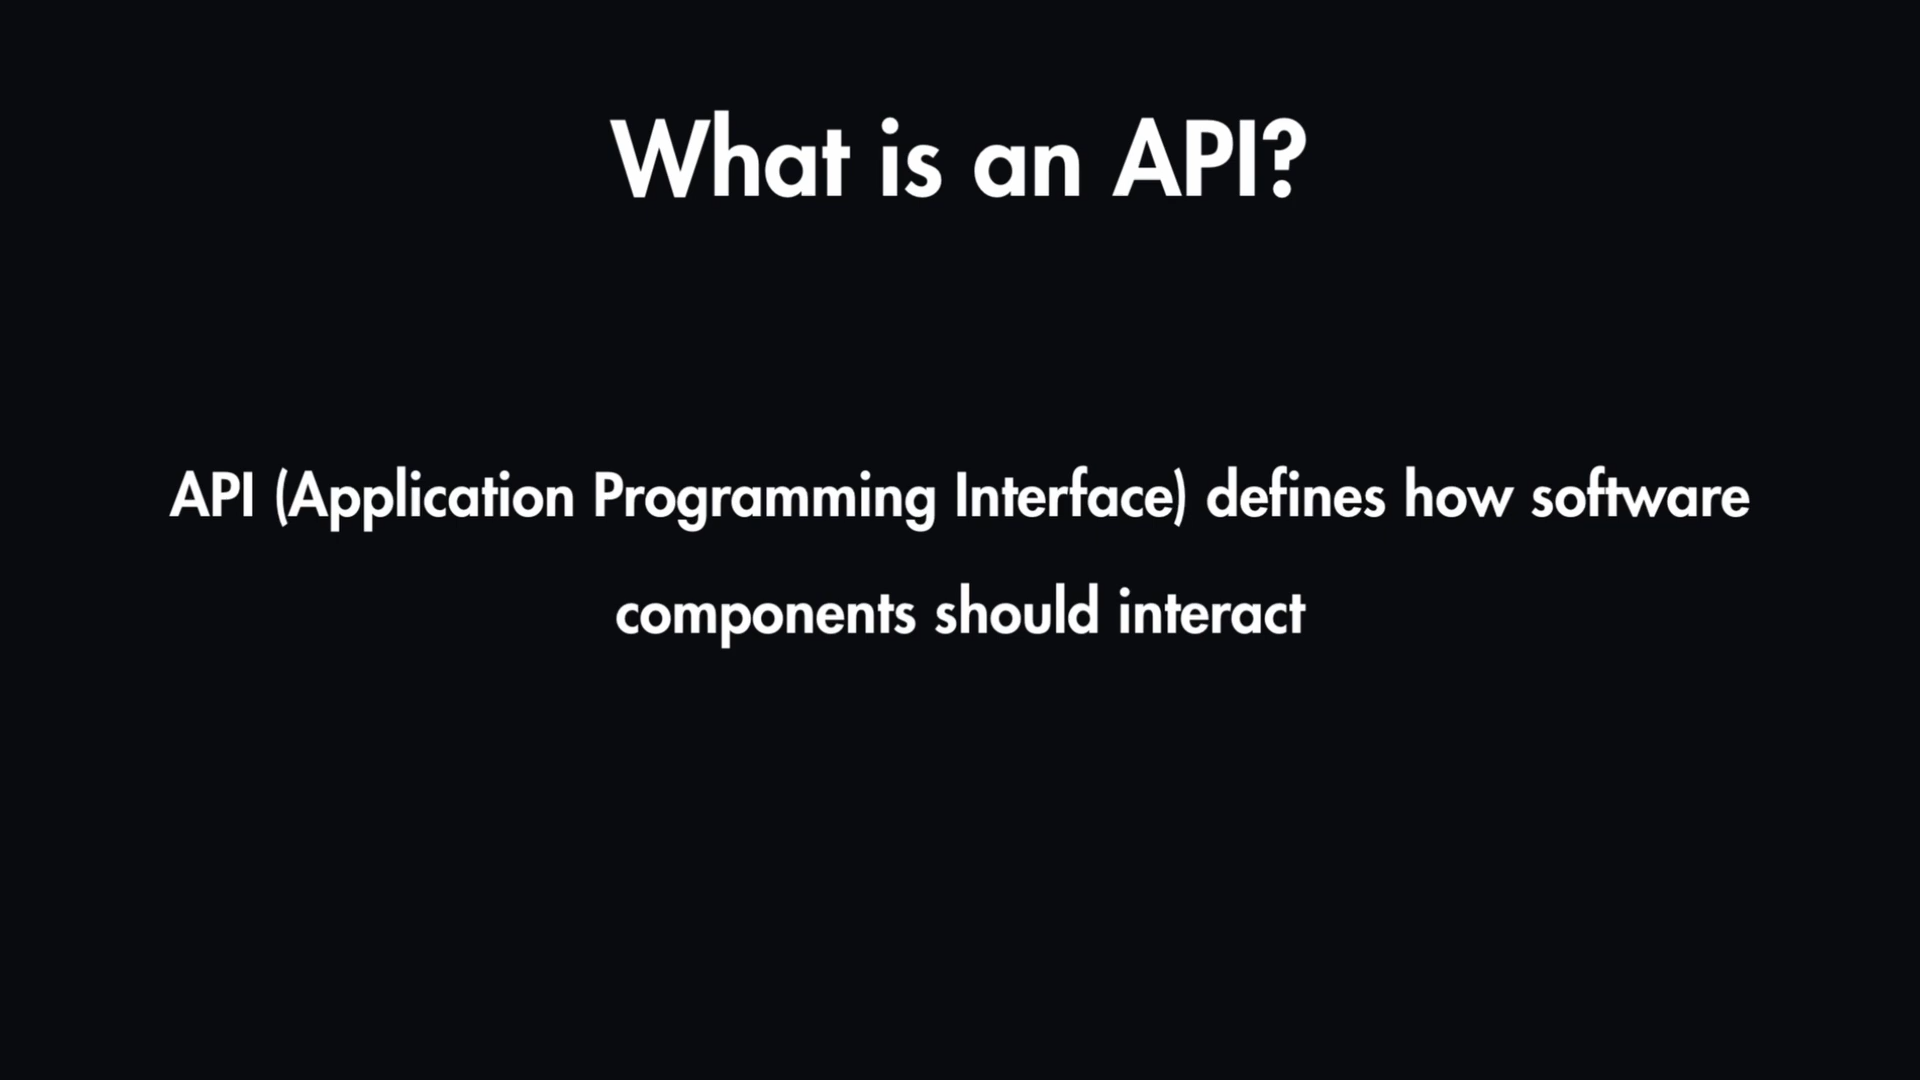 What is an API?
API (Application Programming Interface) defines how software
components should interact